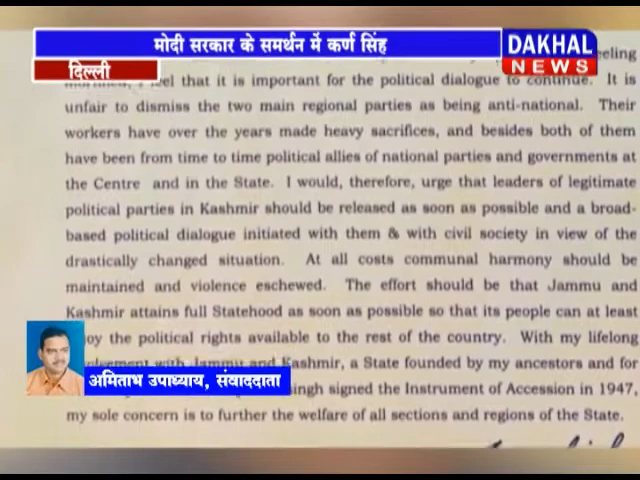 मोदी सरकार के समर्थन में कर्ण सिंह
DAKHAL
NEWS
दिल्ली
eeling
feel that it is important for the political dialogue to continue. It is
unfair to dismiss the two main regional parties as being anti-national. Their
workers have over the years made heavy sacrifices, and besides both of them
have been from time to time political allies of national parties and governments at
the Centre and in the State. I would, therefore, urge that leaders of legitimate
political parties in Kashmir should be released as soon as possible and a broad-
based political dialogue initiated with them & with civil society in view of the
drastically changed situation. At all costs communal harmony should be
maintained and violence eschewed. The effort should be that Jammu and
Kashmir attains full Statehood as soon as possible so that its people can at least
joy the political rights available to the rest of the country. With my lifelong
with Jammu and Kashmir, a State founded by my ancestors and for
अमिताभ उपाध्याय, संवाददाता
singh signed the Instrument of Accession in 1947,
my sole concern is to further the welfare of all sections and regions of the State.